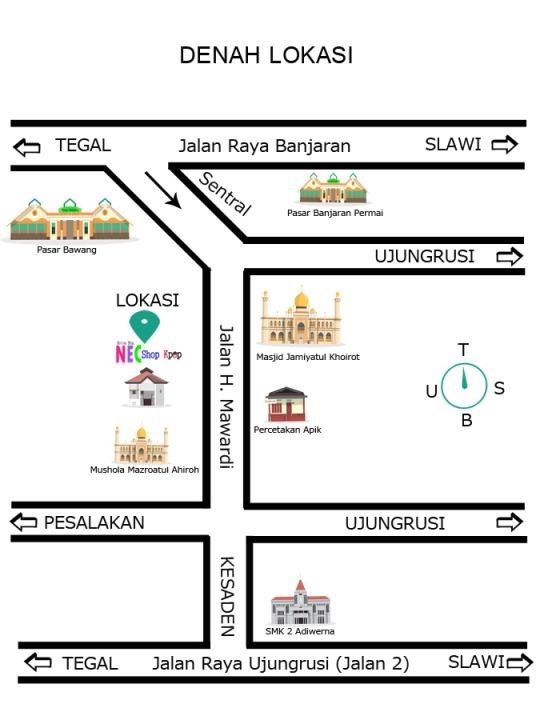 DENAH LOKASI
TEGAL
Jalan Raya Banjaran
SLAWI
Sentral
Pasar Banjaran Permai
Pasar Bawang
UJUNGRUSI
LOKASI
NEC Shop Kpop
Jalan H. Mawardi
Masjid Jamiyatul Khoirot
T
U
S
B
Percetakan Apik
Mushola Mazroatul Ahiroh
PESALAKAN
UJUNGRUSI
KESADEN
SMK 2 Adiwerna
TEGAL
Jalan Raya Ujungrusi (Jalan 2)
SLAWI